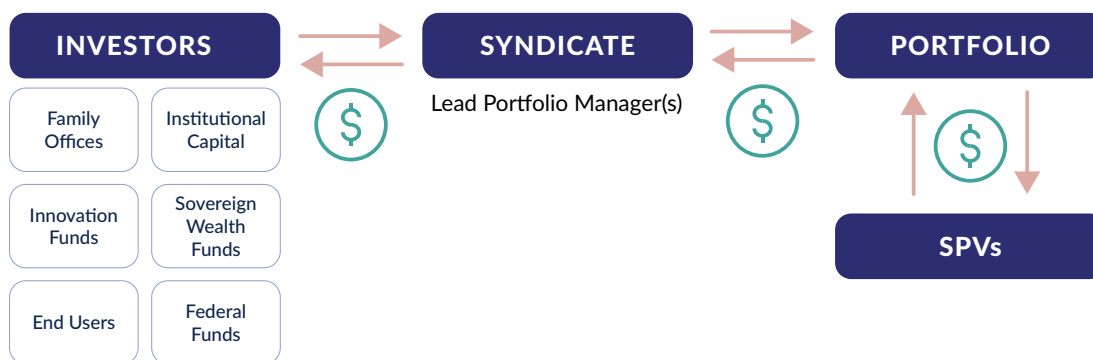 INVESTORS
SYNDICATE
PORTFOLIO
Lead Portfolio Manager(s)
Family
Offices
Institutional
Capital
$
$
$
Innovation
Funds
Sovereign
Wealth
Funds
SPVs
End Users
Federal
Funds